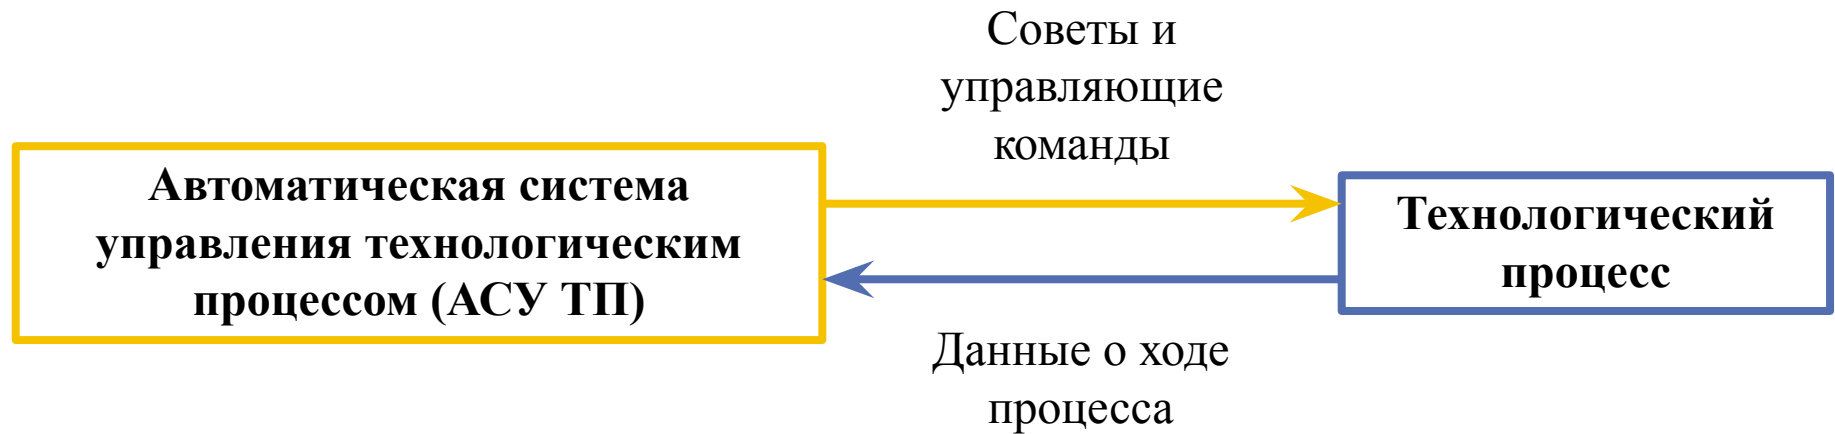 Советы и
управляющие
команды
Автоматическая система
управления технологическим
процессом (АСУ ТП)
Технологический
процесс
Данные о ходе
процесса